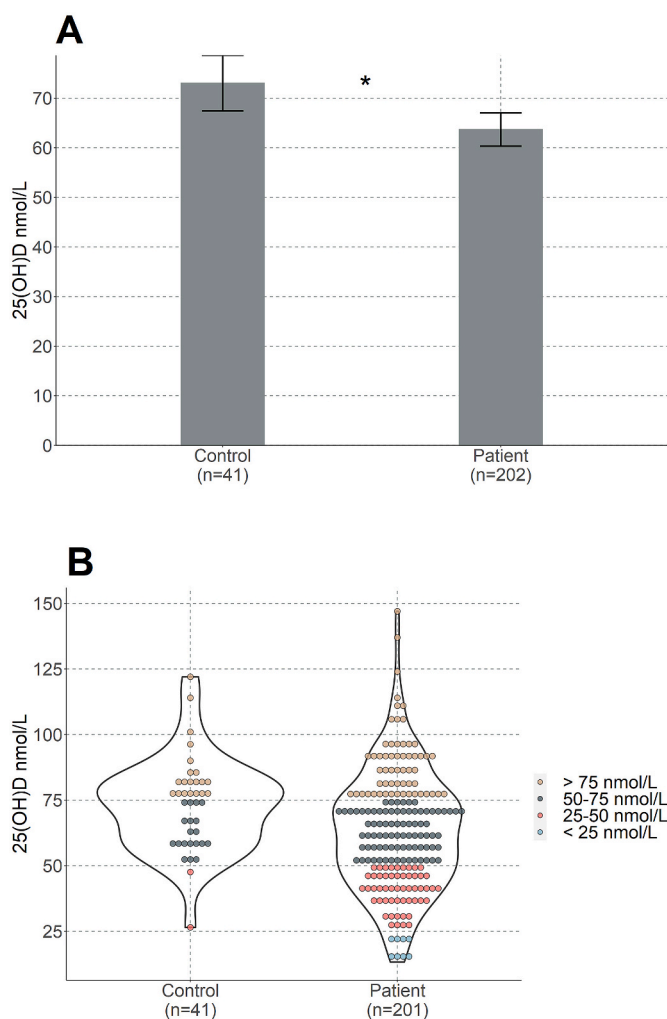 A
25(OH)D nmol/L
70
60
50
40
30
20
10
0
*
Control
(n=41)
Patient
(n=202)
B
25(OH)D nmol/L
150
125
100
75
50
25
Control
(n=41)
Patient
(n=201)
> 75 nmol/L
50-75 nmol/L
25-50 nmol/L
< 25 nmol/L